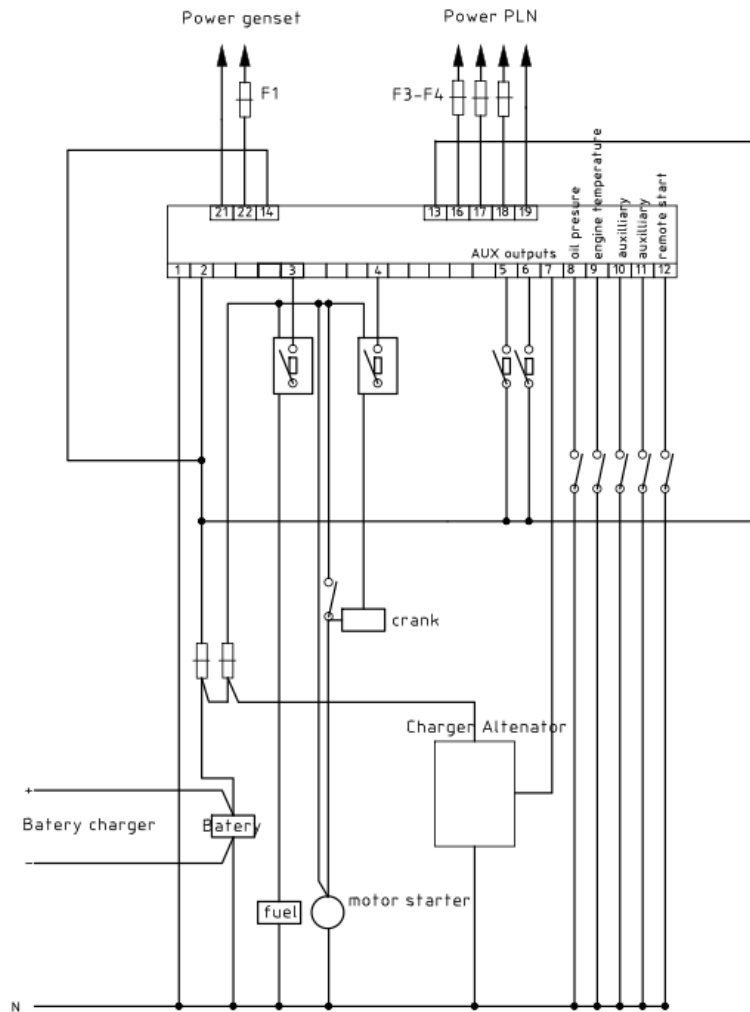 Power genset
Power PLN
F1
F3-F4
21 22 14
13 16 17 18 19
oil presure
engine temperature
auxilliary
auxilliary
remote start
AUX outputs
1 2 3 4 5 6 7 8 9 10 11 12
crank
Charger Altenator
+
Batery charger
Batery
-
fuel
motor starter
N